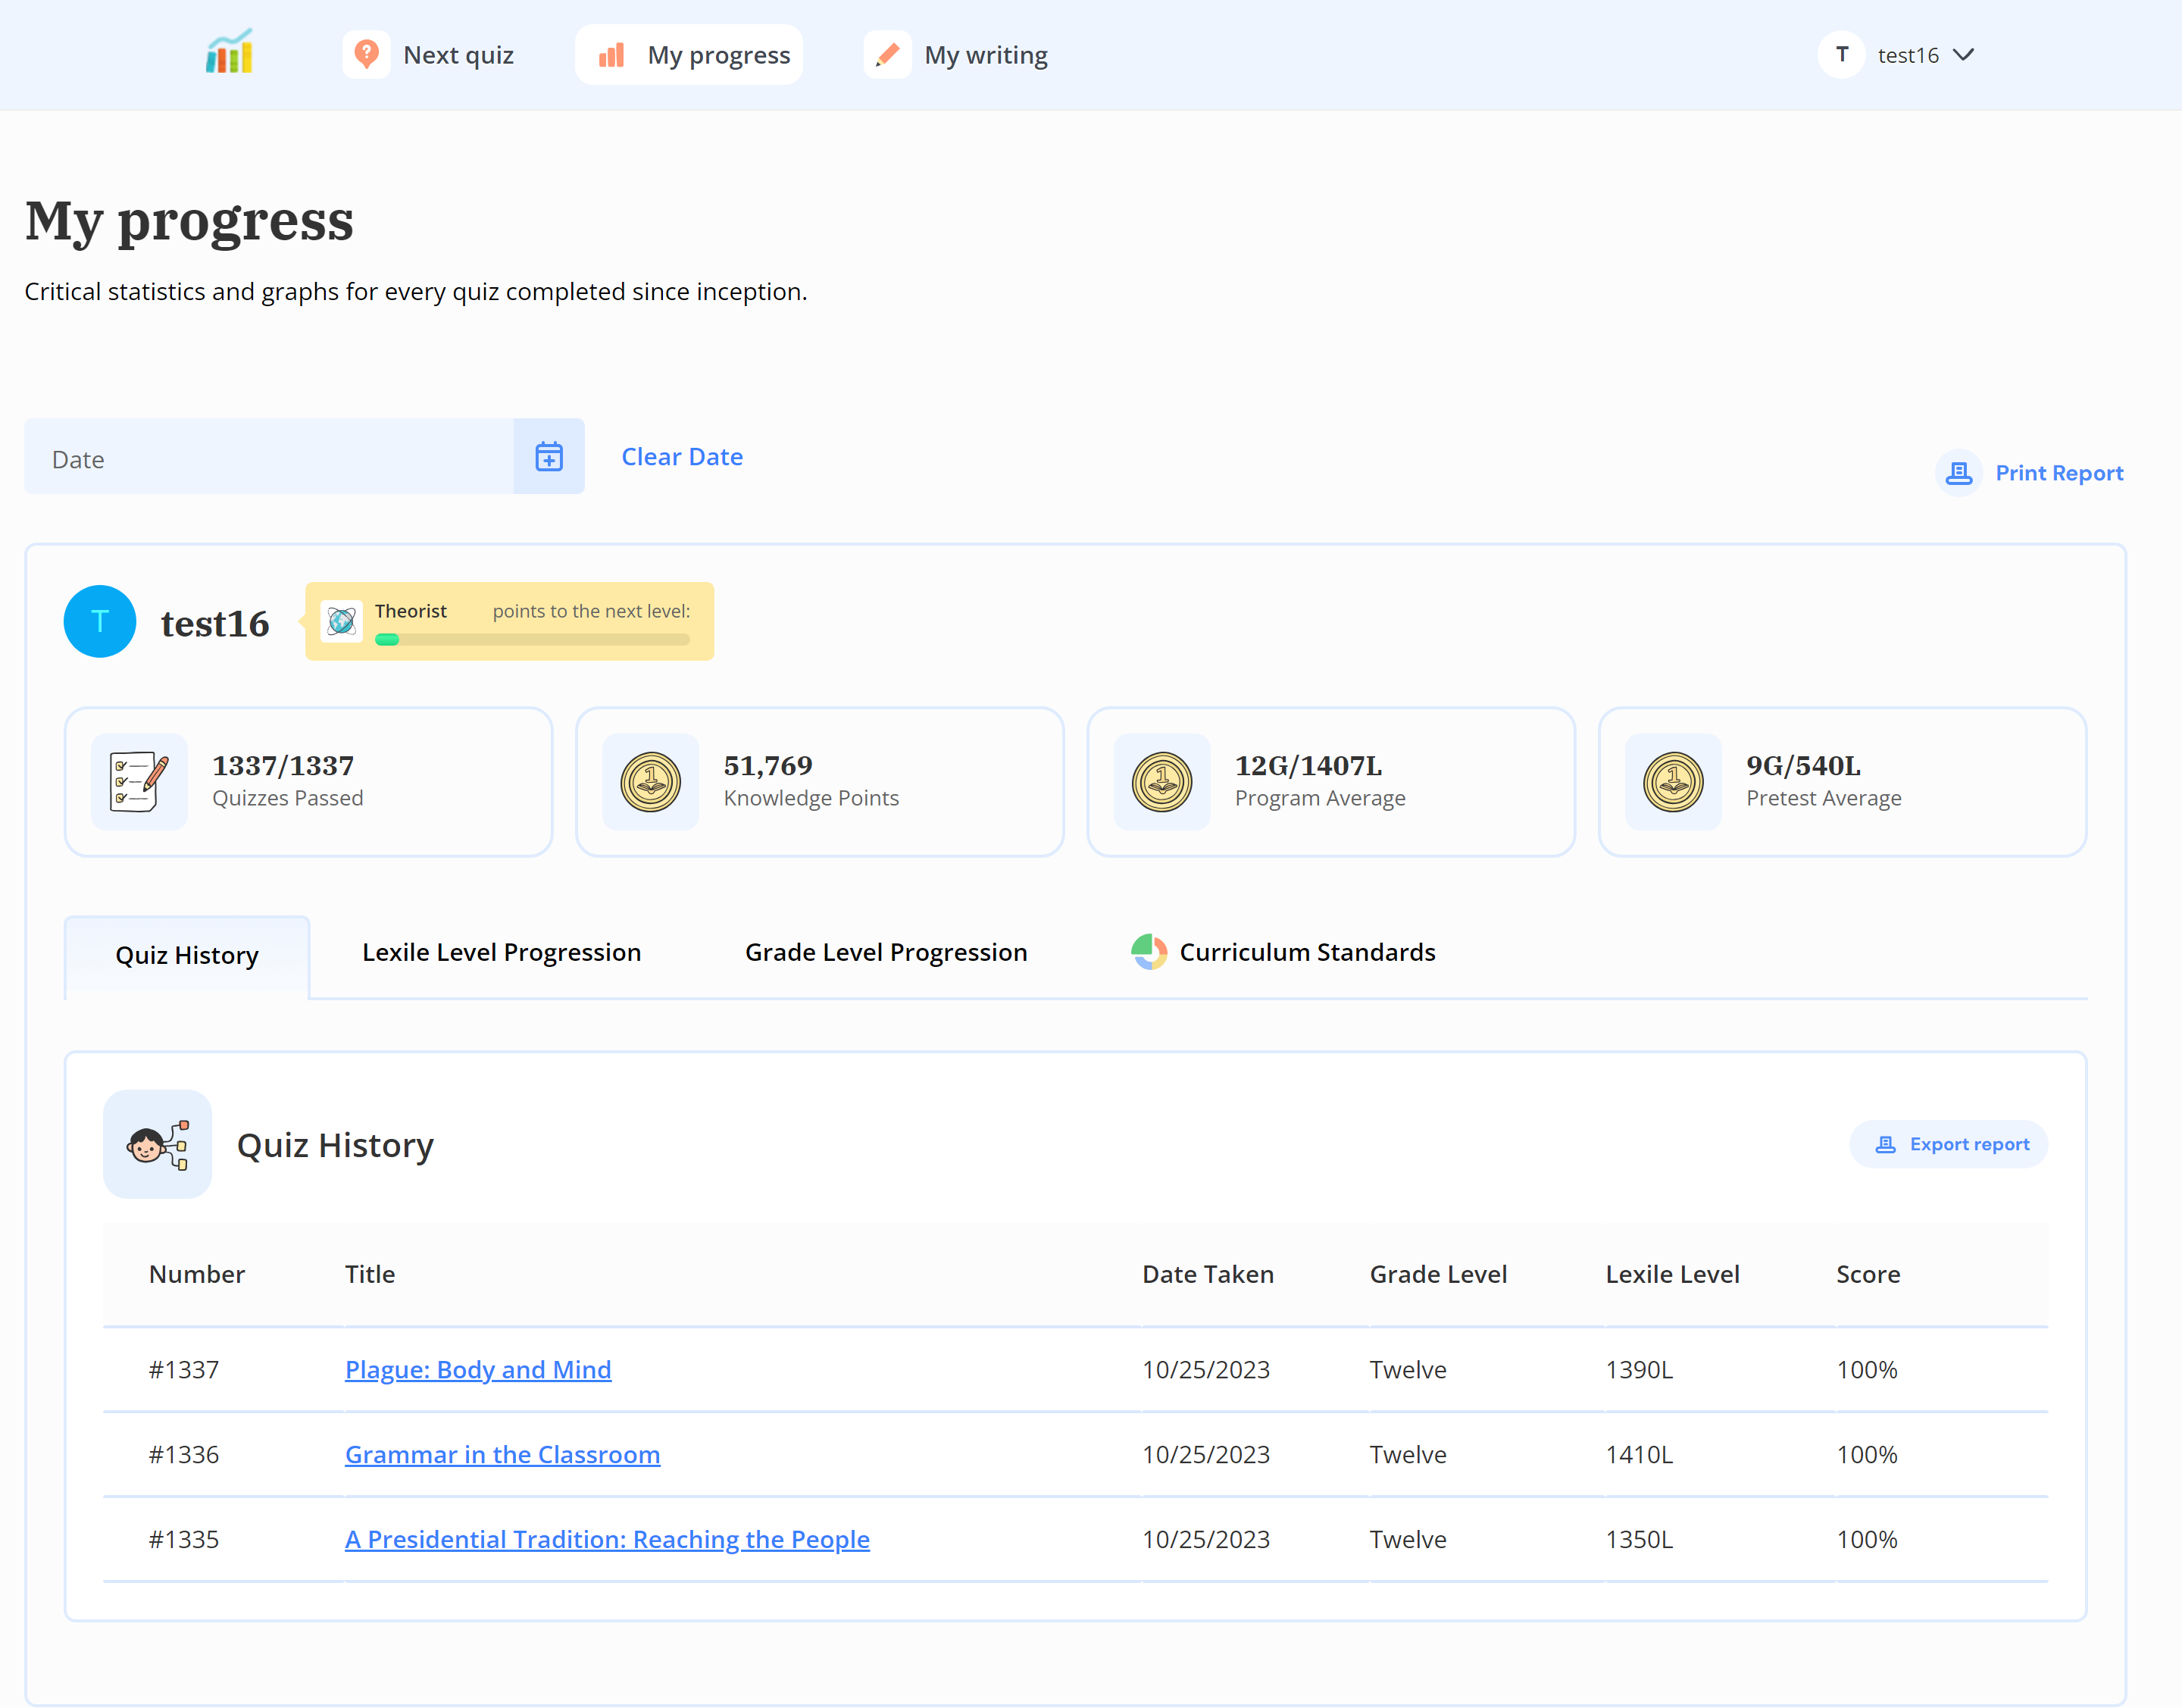 Next quiz
My progress
My writing
T
test16
My progress
Critical statistics and graphs for every quiz completed since inception.
Date
Clear Date
Print Report
T
test16
Theorist
points to the next level:
1337/1337
Quizzes Passed
1
51,769
Knowledge Points
1
12G/1407L
Program Average
1
9G/540L
Pretest Average
Quiz History
Lexile Level Progression
Grade Level Progression
Curriculum Standards
Quiz History
Export report
Number Title Date Taken Grade Level Lexile Level Score
#1337 Plague: Body and Mind 10/25/2023 Twelve 1390L 100%
#1336 Grammar in the Classroom 10/25/2023 Twelve 1410L 100%
#1335 A Presidential Tradition: Reaching the People 10/25/2023 Twelve 1350L 100%